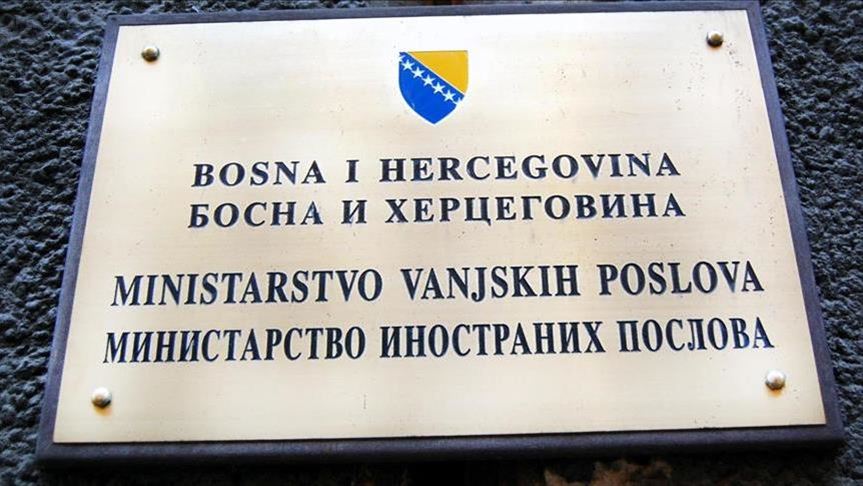 BOSNA I HERCEGOVINA
БОСНА И ХЕРЦЕГОВИНА
MINISTARSTVO VANJSKIH POSLOVA
МИНИСТАРСТВО ИНОСТРАНИХ ПОСЛОВА